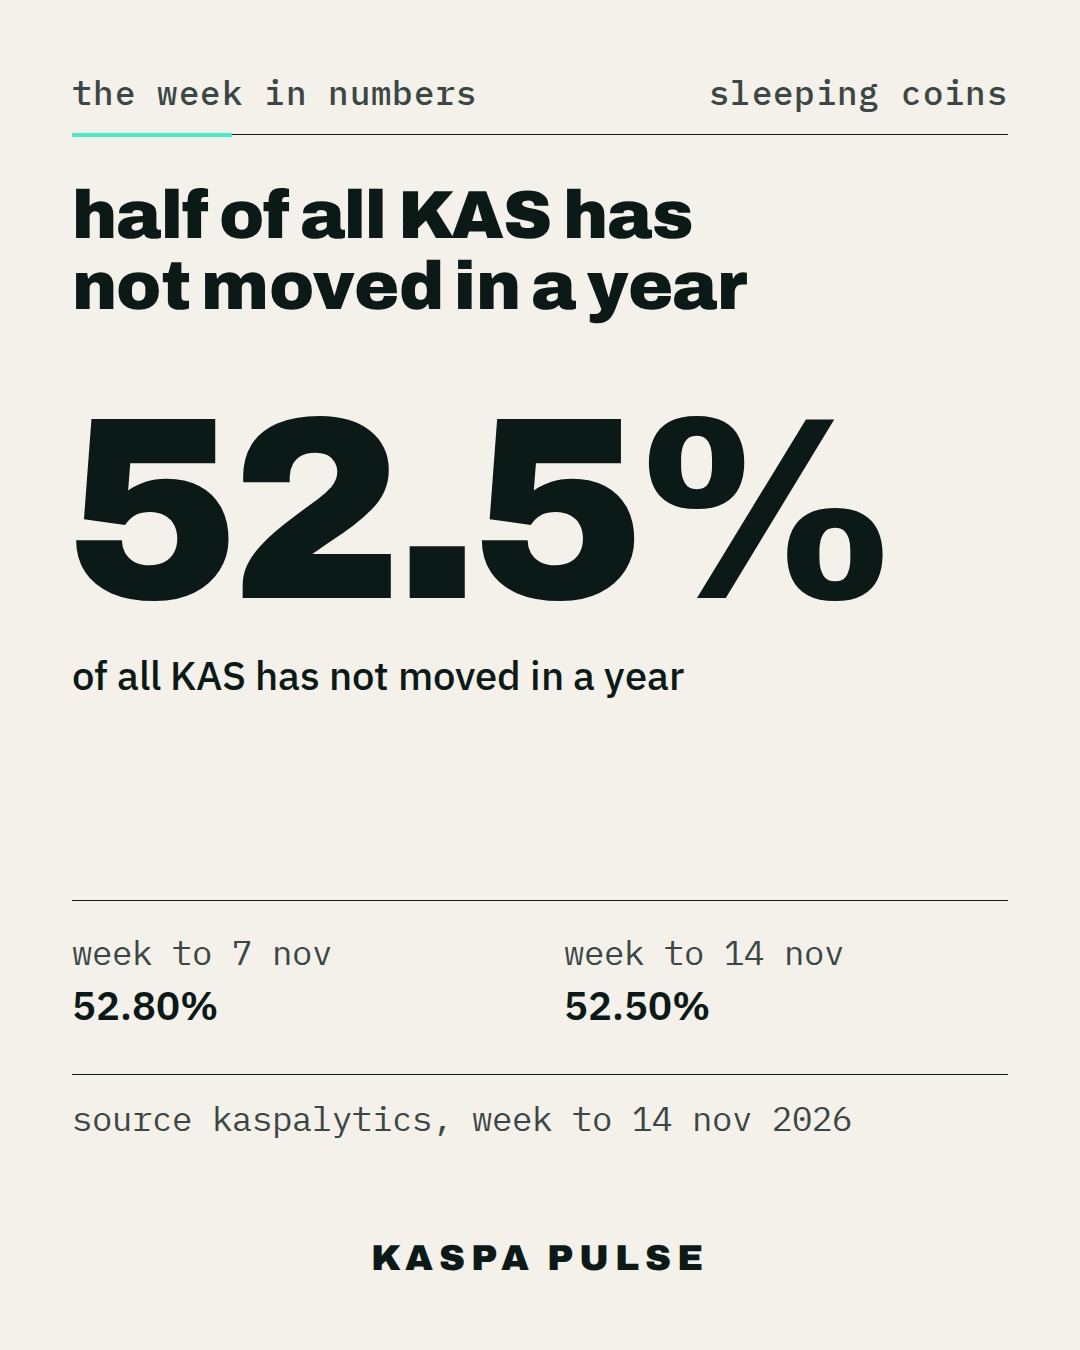 the week in numbers
sleeping coins
half of all KAS has
not moved in a year
52.5%
of all KAS has not moved in a year
week to 7 nov
52.80%
week to 14 nov
52.50%
source kaspalytics, week to 14 nov 2026
KASPA PULSE